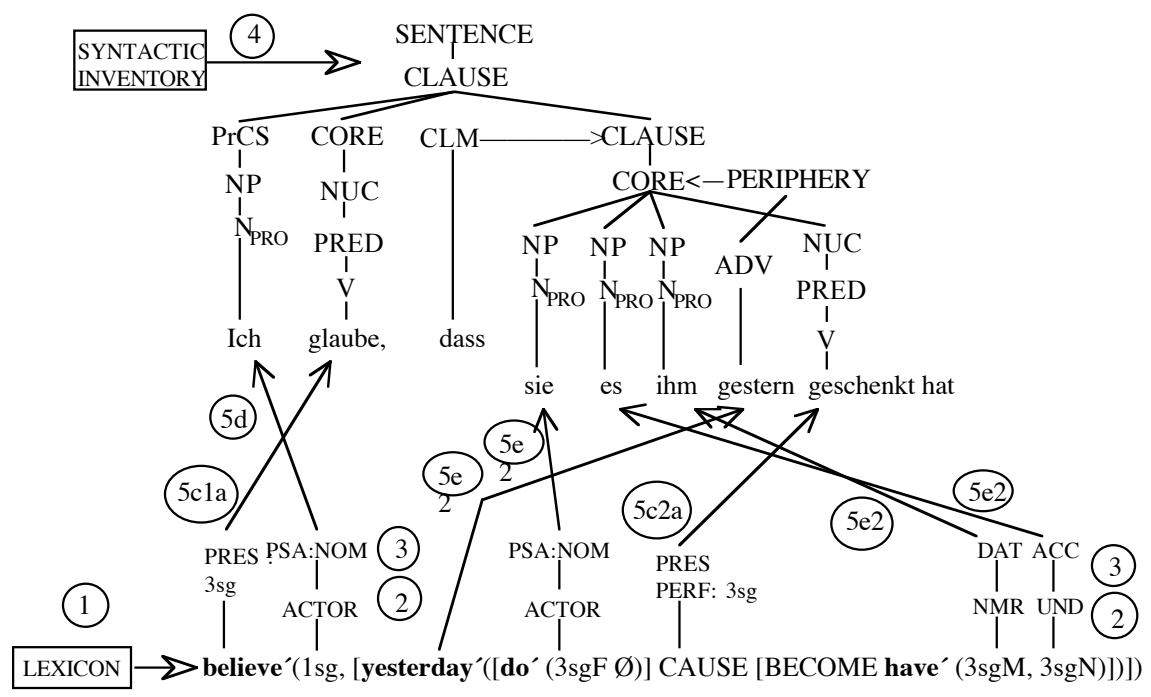 4 SENTENCE
SYNTACTIC
INVENTORY
CLAUSE
PrCS CORE CLM CLAUSE
NP NUC CORE PERIPHERY
NPRO PRED NP NP NP ADV NUC
V NPRO NPRO NPRO PRED
Ich glaube, dass V
sie es ihm gestern geschenkt hat
5d 5e
2
5e
2
5c1a 5c2a 5e2 5e2
PRES : PSA:NOM 3 PSA:NOM PRES DAT ACC 3
3sg PERF: 3sg
1 ACTOR 2 ACTOR NMR UND 2
LEXICON believe´(1sg, [yesterday´([do´ (3sgF Ø)] CAUSE [BECOME have´ (3sgM, 3sgN)])])